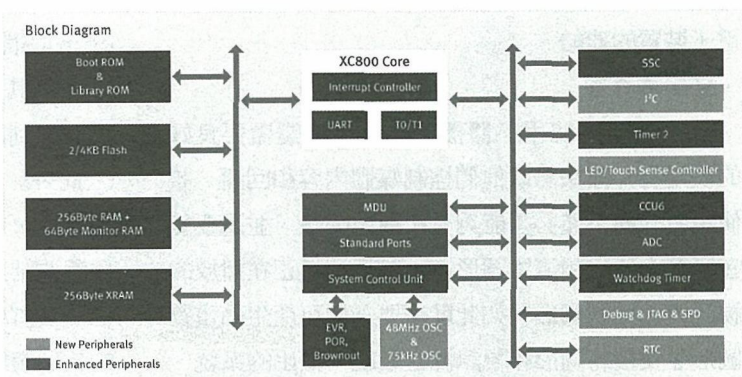 Block Diagram
Boot ROM
&
Library ROM
2/4KB Flash
256Byte RAM +
64Byte Monitor RAM
256Byte XRAM
New Peripherals
Enhanced Peripherals
XC800 Core
Interrupt Controller
UART
T0/T1
MDU
Standard Ports
System Control Unit
EVR,
POR,
Brownout
48MHz OSC
&
75kHz OSC
SSC
I²C
Timer 2
LED/Touch Sense Controller
CCU6
ADC
Watchdog Timer
Debug & JTAG & SPD
RTC